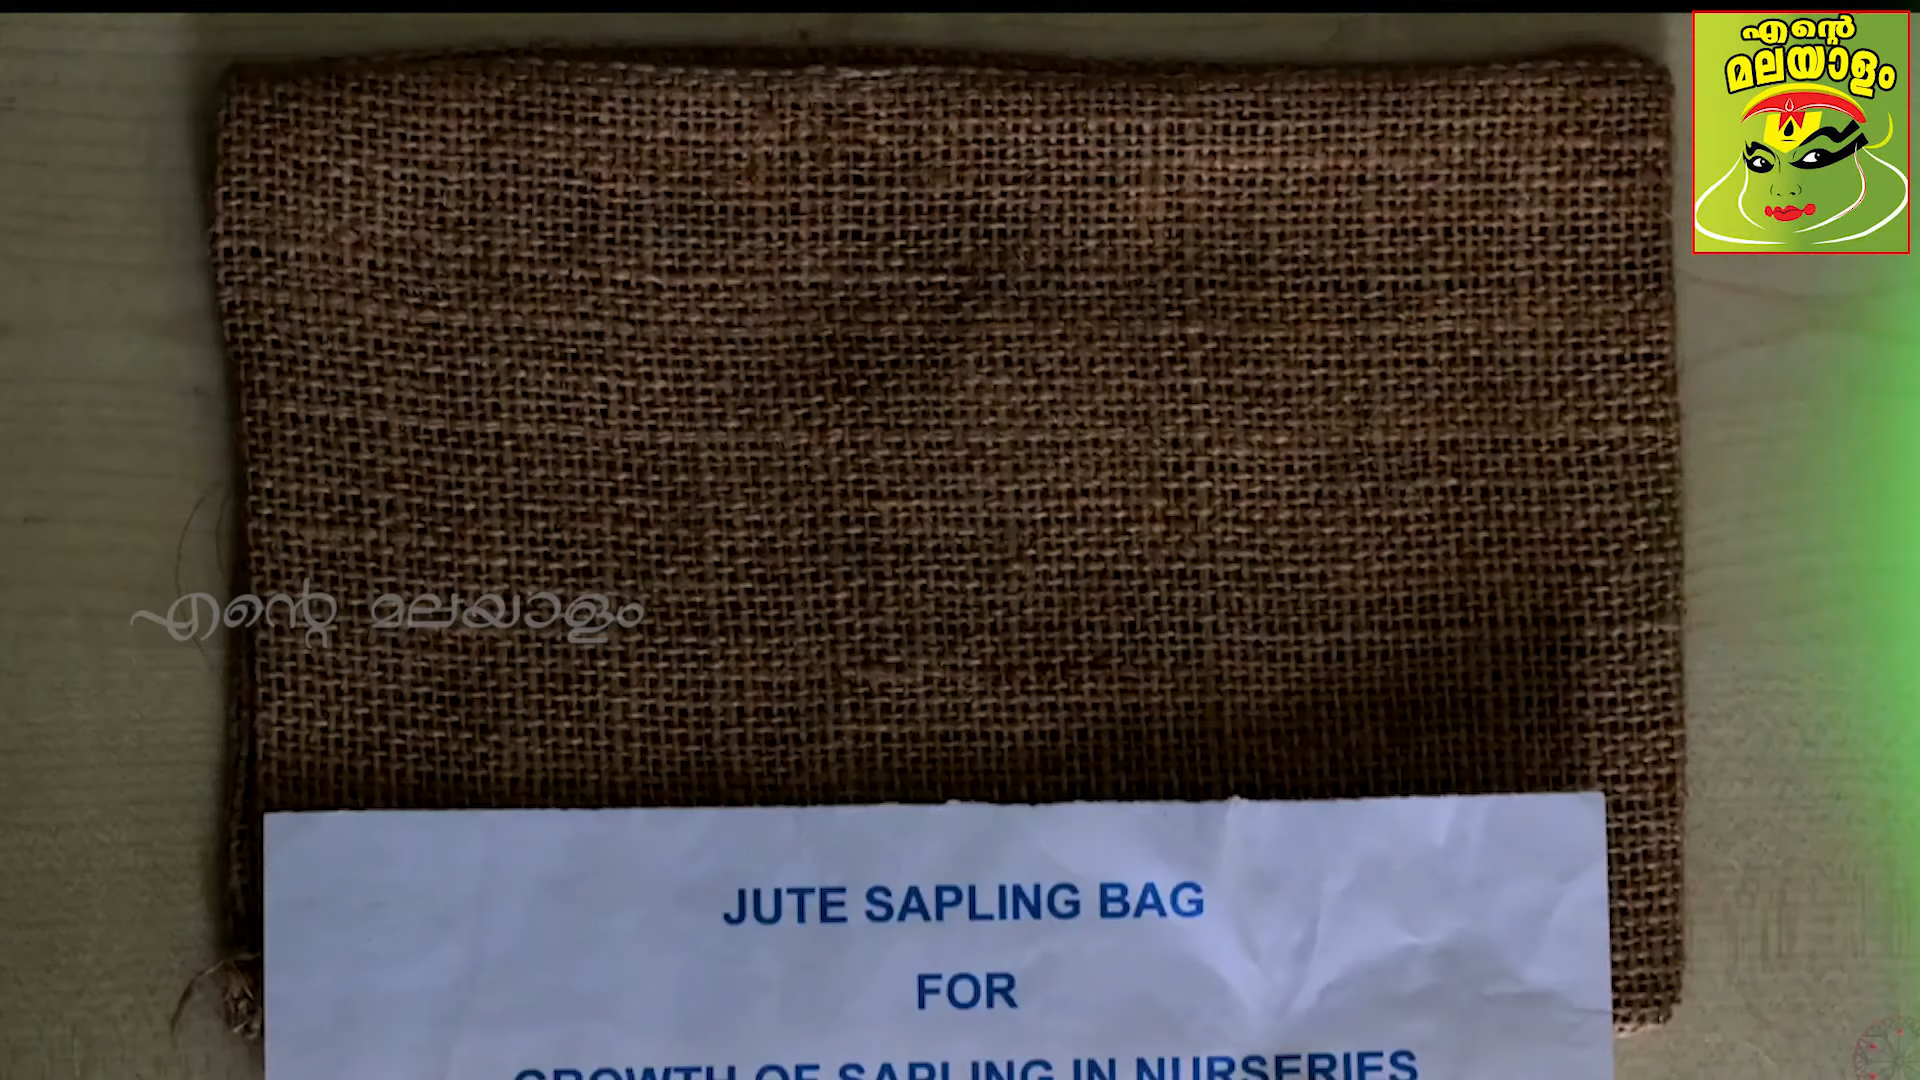 എന്റെ
മലയാളം
എന്റെ മലയാളം
JUTE SAPLING BAG
FOR
GROWTH OF SAPLING IN NURSERIES